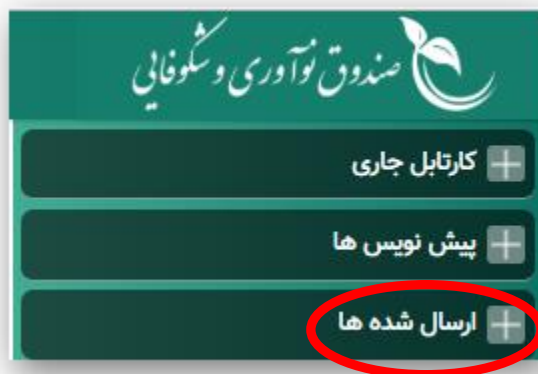 صندوق نوآوری و شکوفایی
کارتابل جاری
پیش نویس ها
ارسال شده ها